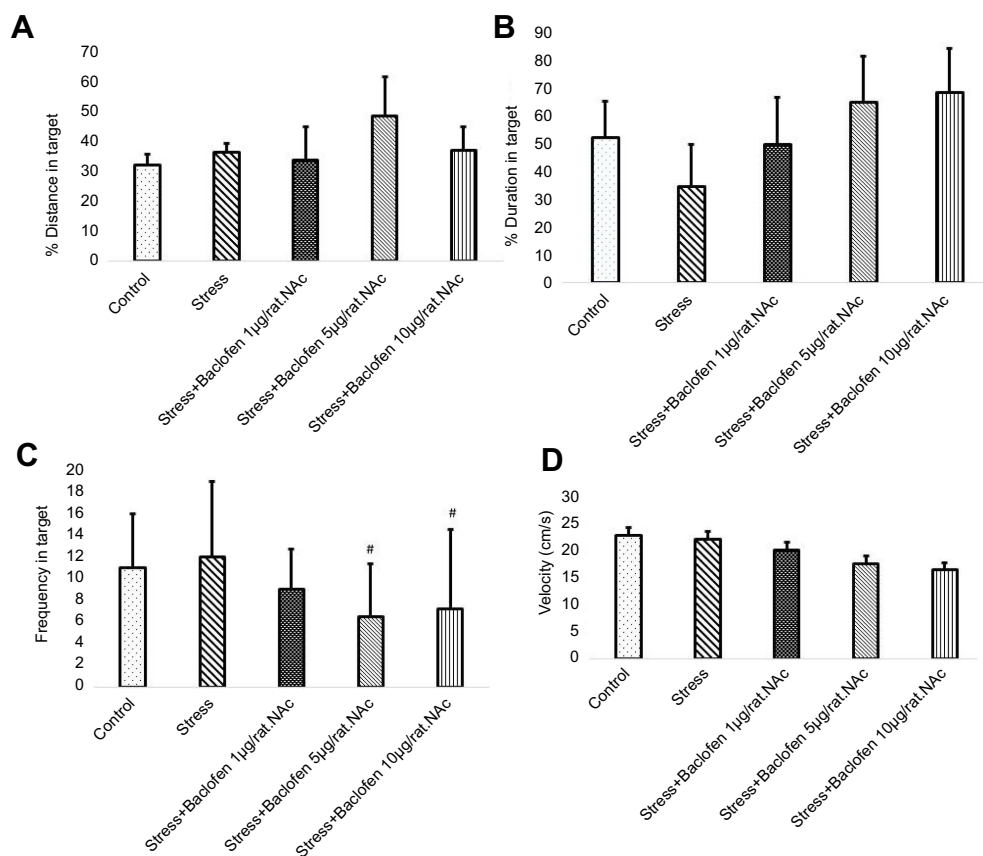 A
% Distance in target
70
60
50
40
30
20
10
0
Control
Stress
Stress+Baclofen 1µg/rat.NAc
Stress+Baclofen 5µg/rat.NAc
Stress+Baclofen 10µg/rat.NAc
B
% Duration in target
90
80
70
60
50
40
30
20
10
0
Control
Stress
Stress+Baclofen 1µg/rat.NAc
Stress+Baclofen 5µg/rat.NAc
Stress+Baclofen 10µg/rat.NAc
C
Frequency in target
20
18
16
14
12
10
8
6
4
2
0
#
#
Control
Stress
Stress+Baclofen 1µg/rat.NAc
Stress+Baclofen 5µg/rat.NAc
Stress+Baclofen 10µg/rat.NAc
D
Velocity (cm/s)
30
25
20
15
10
5
0
Control
Stress
Stress+Baclofen 1µg/rat.NAc
Stress+Baclofen 5µg/rat.NAc
Stress+Baclofen 10µg/rat.NAc